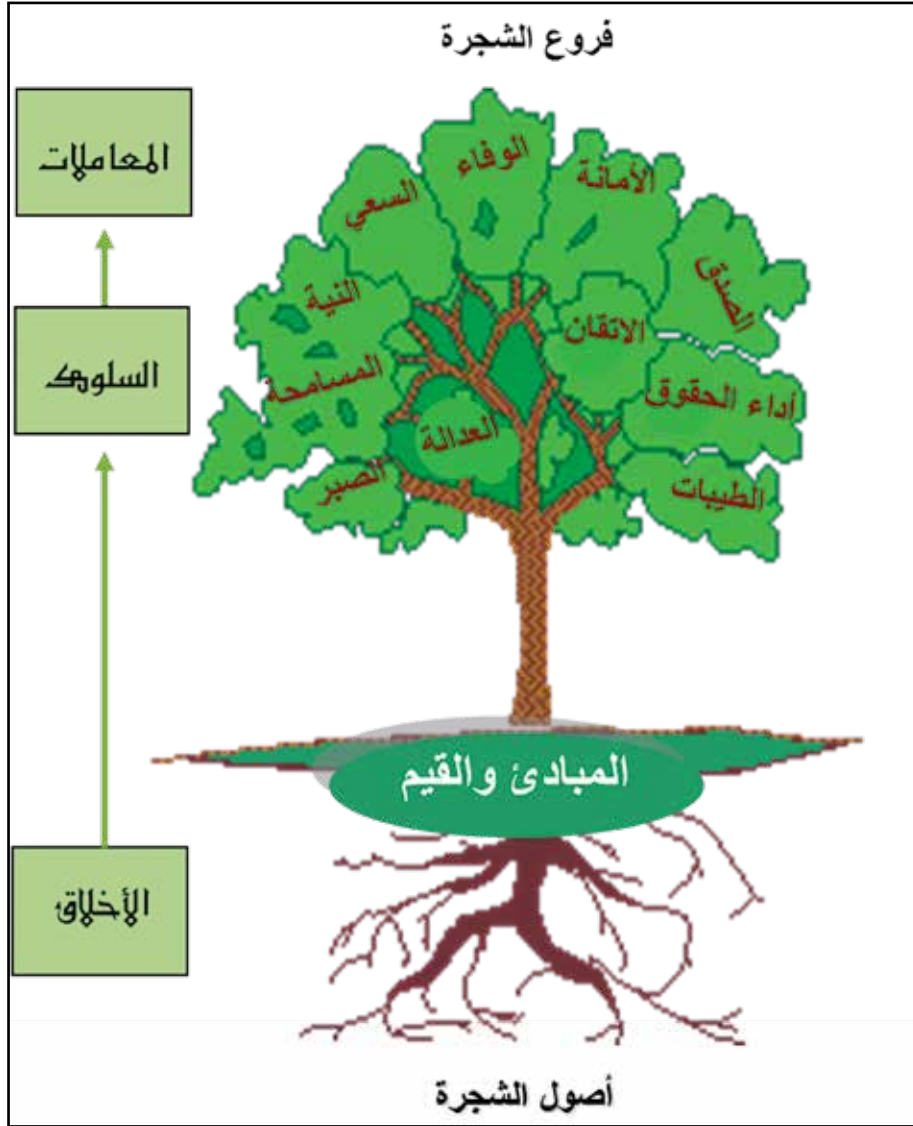 فروع الشجرة
المعاملات
السلوك
الأخلاق
الوفاء
الأمانة
السعي
الصدق
النية
الاتقان
المسامحة
أداء الحقوق
العدالة
الصبر
الطيبات
المبادئ والقيم
أصول الشجرة